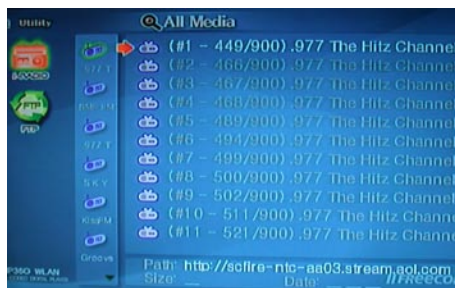 Utility
All Media
I-RADIO
FTP
FTP
.977 T
.977 T
S K Y
KissFM
Groove
(#1 - 449/900) .977 The Hitz Channel
(#2 - 466/900) .977 The Hitz Channel
(#3 - 467/900) .977 The Hitz Channel
(#4 - 468/900) .977 The Hitz Channel
(#5 - 489/900) .977 The Hitz Channel
(#6 - 494/900) .977 The Hitz Channel
(#7 - 499/900) .977 The Hitz Channel
(#8 - 500/900) .977 The Hitz Channel
(#9 - 502/900) .977 The Hitz Channel
(#10 - 511/900) .977 The Hitz Channe
(#11 - 521/900) .977 The Hitz Channe
Path: http://scfire-ntc-aa03.stream.aol.com
Size: Date:
WLAN